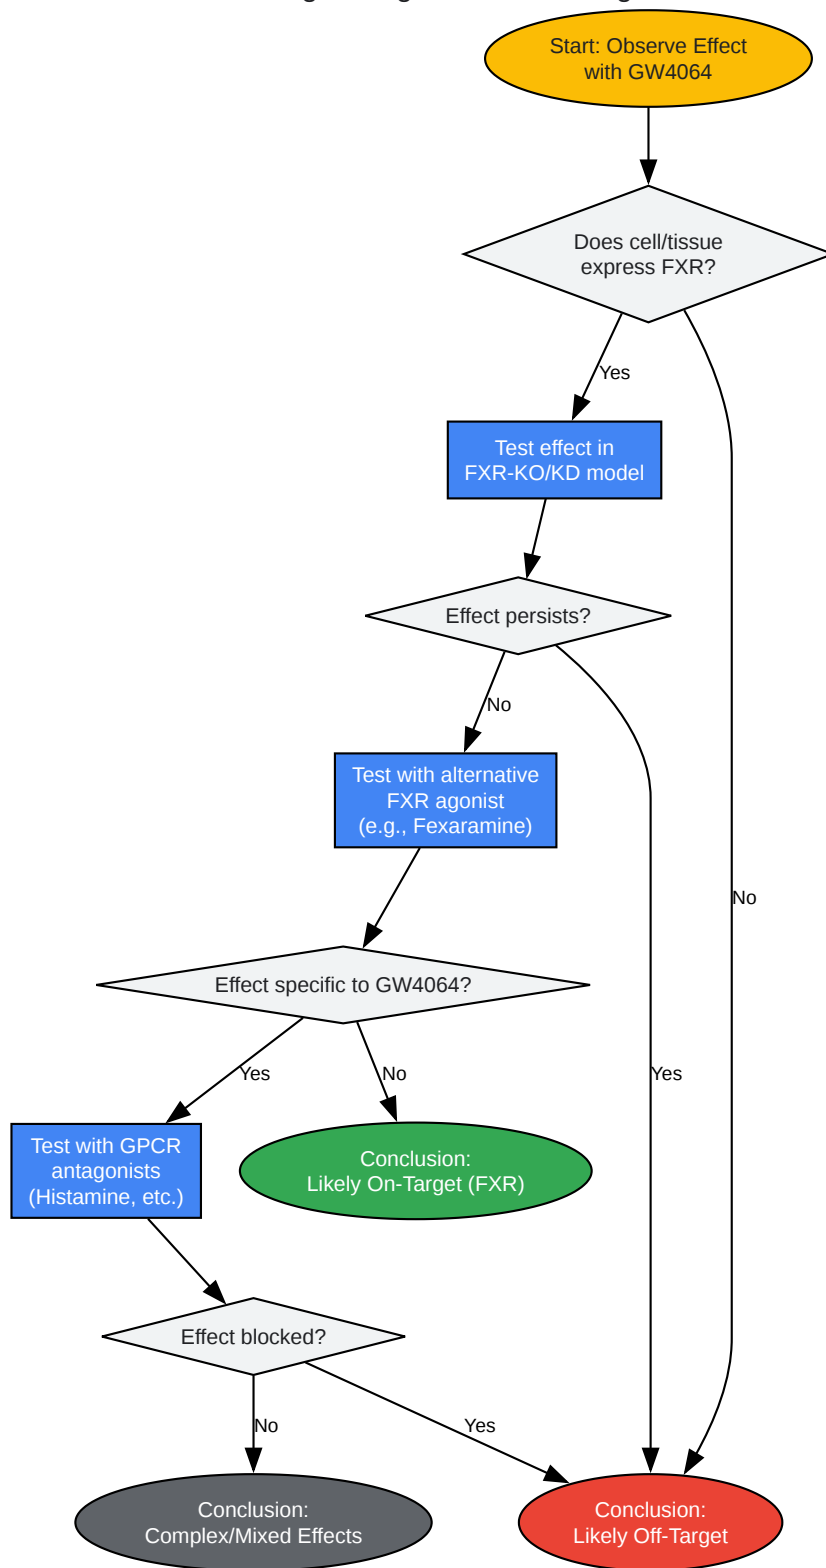 Start: Observe Effect
with GW4064
Does cell/tissue
express FXR?
Yes
Test effect in
FXR-KO/KD model
Effect persists?
No
Test with alternative
FXR agonist
(e.g., Fexaramine)
No
Effect specific to GW4064?
Yes
No
Yes
Test with GPCR
antagonists
(Histamine, etc.)
Conclusion:
Likely On-Target (FXR)
Effect blocked?
No
Yes
Conclusion:
Complex/Mixed Effects
Conclusion:
Likely Off-Target